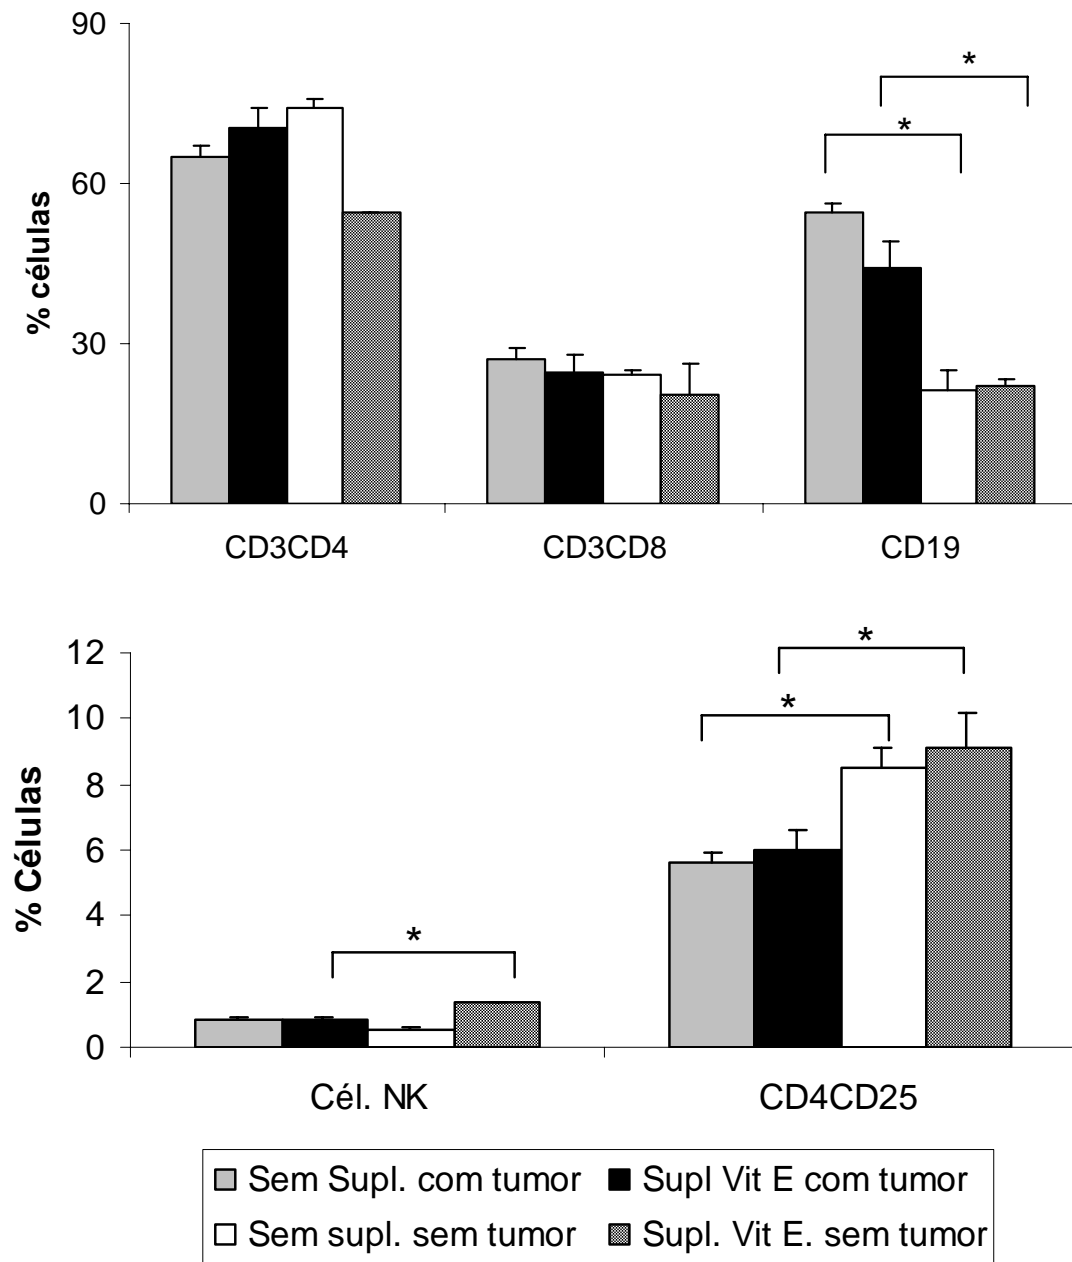 90
60
30
0
% células
*
*
CD3CD4 CD3CD8 CD19
12
10
8
6
4
2
0
% Células
*
*
*
Cél. NK CD4CD25
Sem Supl. com tumor Supl Vit E com tumor
Sem supl. sem tumor Supl. Vit E. sem tumor